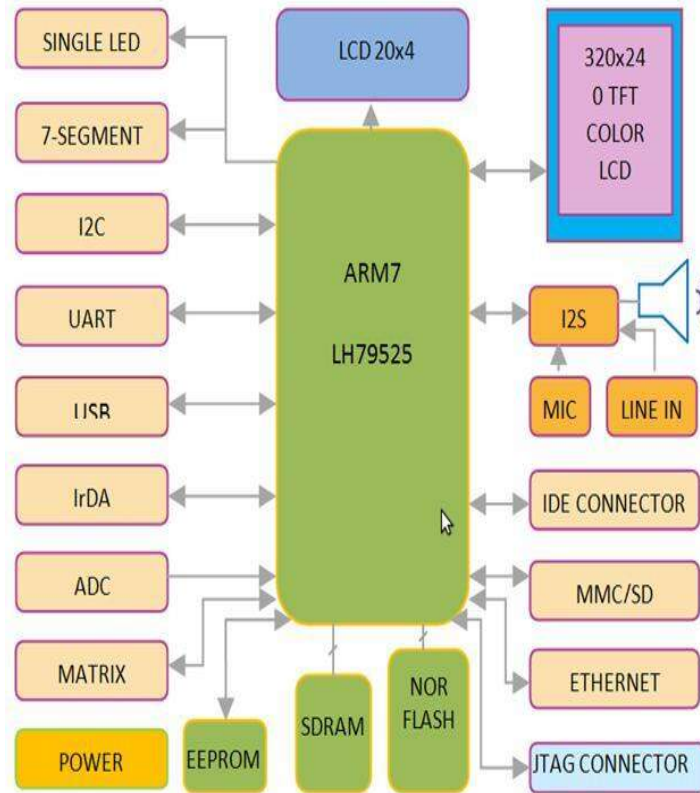 SINGLE LED
7-SEGMENT
I2C
UART
USB
IrDA
ADC
MATRIX
POWER
LCD 20x4
ARM7
LH79525
EEPROM
SDRAM
NOR
FLASH
320x24
0 TFT
COLOR
LCD
I2S
MIC
LINE IN
IDE CONNECTOR
MMC/SD
ETHERNET
JTAG CONNECTOR